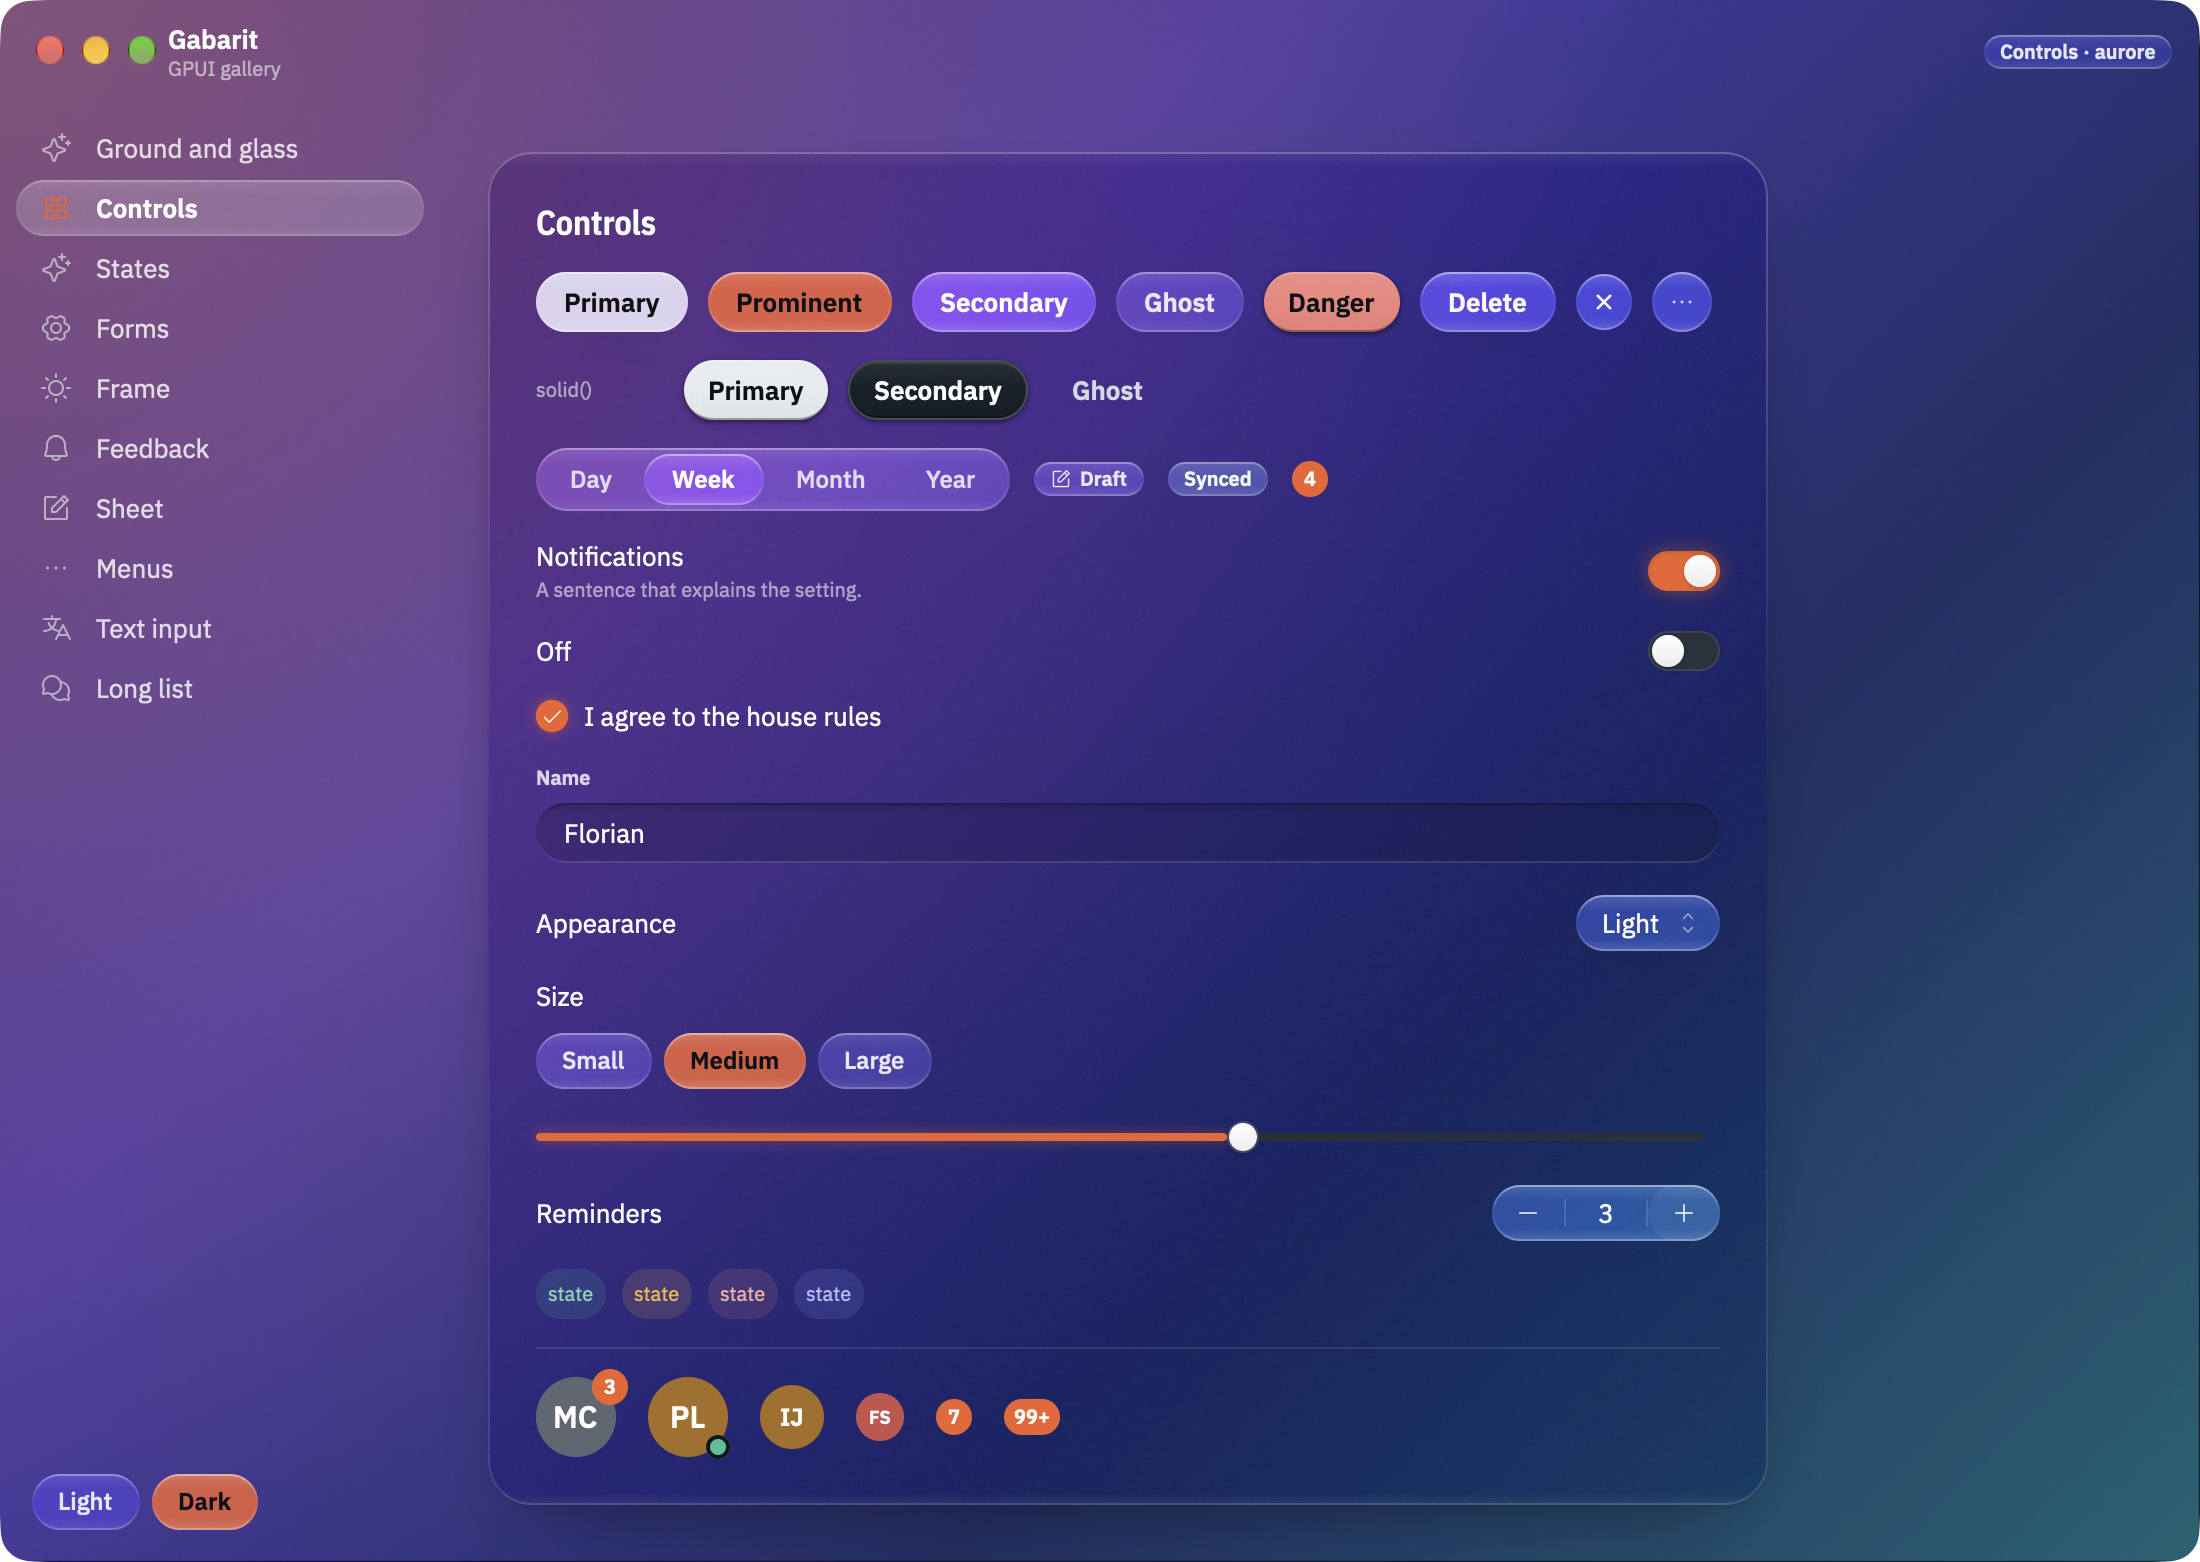 Gabarit
GPUI gallery
Controls · aurore
Ground and glass
Controls
States
Forms
Frame
Feedback
Sheet
Menus
Text input
Long list
Light Dark
Controls
Primary Prominent Secondary Ghost Danger Delete
solid() Primary Secondary Ghost
Day Week Month Year Draft Synced 4
Notifications
A sentence that explains the setting.
Off
I agree to the house rules
Name
Florian
Appearance Light
Size
Small Medium Large
Reminders 3
state state state state
MC 3 PL IJ FS 7 99+